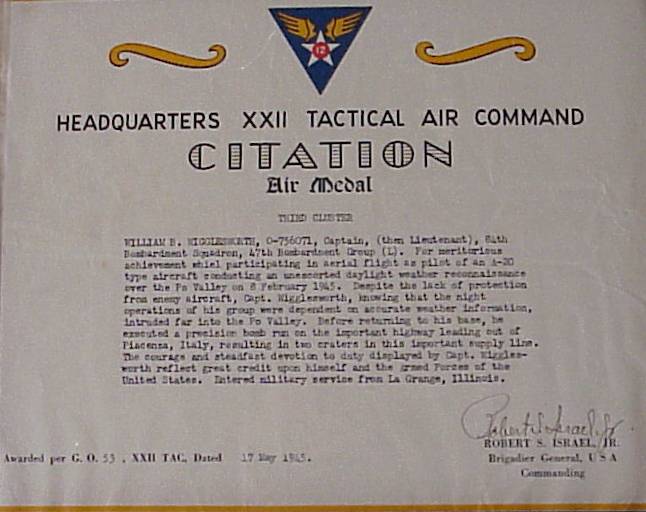 12
HEADQUARTERS XXII TACTICAL AIR COMMAND
CITATION
Air Medal
THIRD CLUSTER
WILLIAM B. WIGGLESWORTH, O-756071, Captain, (then Lieutenant), 84th
Bombardment Squadron, 47th Bombardment Group (L). For meritorious
achievement whiel participating in aerial flight as pilot of an A-20
type aircraft conducting an unescorted daylight weather reconnaissance
over the Po Valley on 8 February 1945. Despite the lack of protection
from enemy aircraft, Capt. Wigglesworth, knowing that the night
operations of his group were dependent on accurate weather information,
intruded far into the Po Valley. Before returning to his base, he
executed a precision bomb run on the important highway leading out of
Piacenza, Italy, resulting in two craters in this important supply line.
The courage and steadfast devotion to duty displayed by Capt. Wiggles-
worth reflect great credit upon himself and the Armed Forces of the
United States. Entered military service from La Grange, Illinois.
Robert S. Israel, Jr.
ROBERT S. ISRAEL, JR.
Brigadier General, U S A
Commanding
Awarded per G. O. 55 , XXII TAC, Dated 17 May 1945.